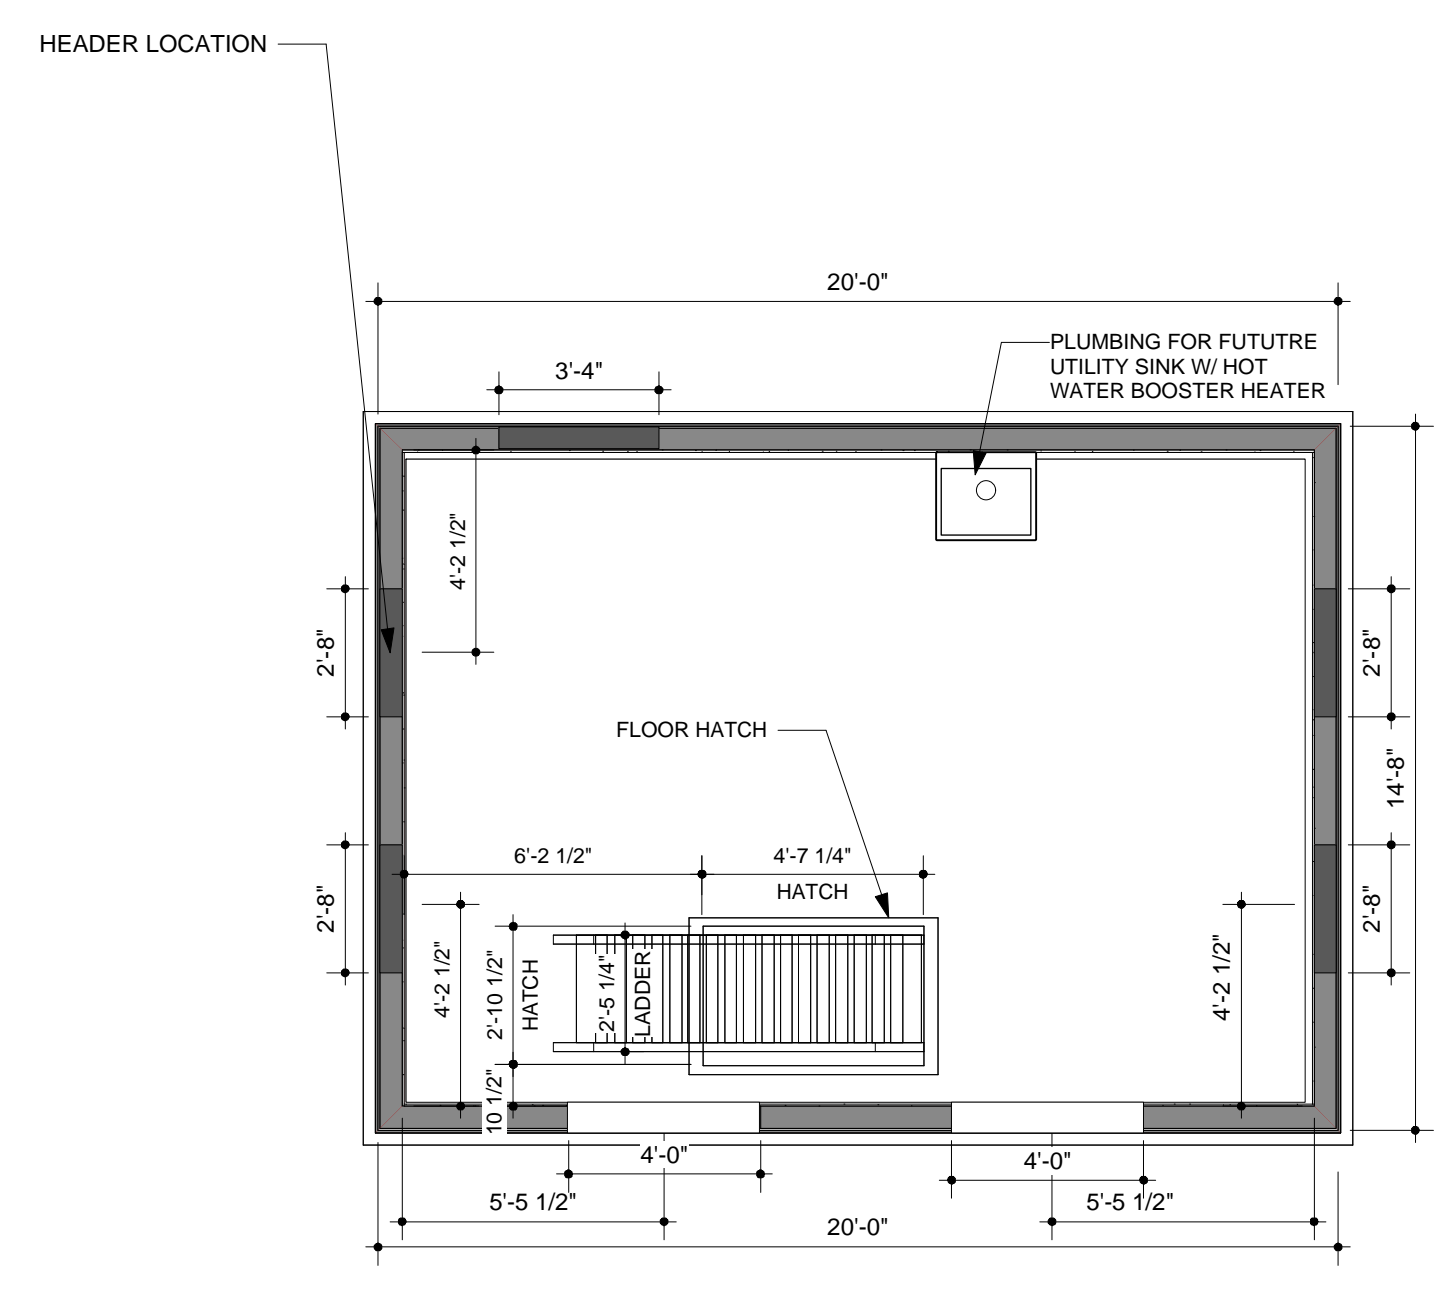 HEADER LOCATION
20'-0"
PLUMBING FOR FUTUTRE
UTILITY SINK W/ HOT
WATER BOOSTER HEATER
3'-4"
4'-2 1/2"
2'-8"
2'-8"
14'-8"
FLOOR HATCH
6'-2 1/2"
4'-7 1/4"
HATCH
2'-8"
2'-8"
4'-2 1/2"
2'-10 1/2"
HATCH
2'-5 1/4"
LADDER
4'-2 1/2"
10 1/2"
4'-0"
4'-0"
5'-5 1/2"
5'-5 1/2"
20'-0"